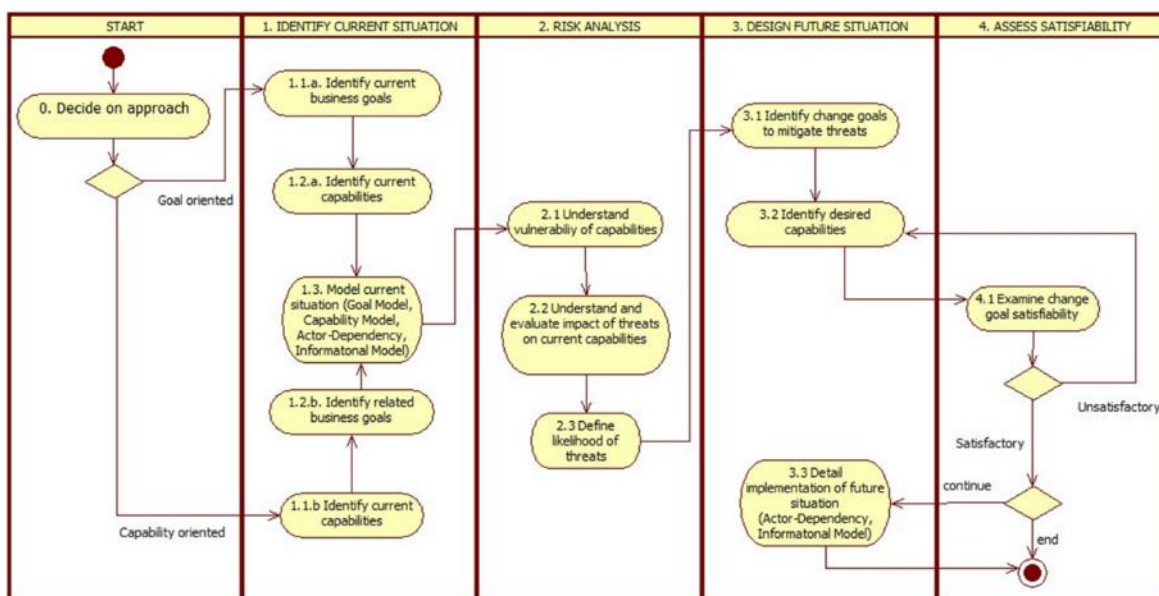 START
1. IDENTIFY CURRENT SITUATION
2. RISK ANALYSIS
3. DESIGN FUTURE SITUATION
4. ASSESS SATISFIABILITY
0. Decide on approach
Goal oriented
Capability oriented
1.1.a. Identify current
business goals
1.2.a. Identify current
capabilities
1.3. Model current
situation (Goal Model,
Capability Model,
Actor-Dependency,
Informatonal Model)
1.2.b. Identify related
business goals
1.1.b Identify current
capabilities
2.1 Understand
vulnerabiliy of capabilities
2.2 Understand and
evaluate impact of threats
on current capabilities
2.3 Define
likelihood of
threats
3.1 Identify change goals
to mitigate threats
3.2 Identify desired
capabilities
3.3 Detail
implementation of future
situation
(Actor-Dependency,
Informatonal Model)
4.1 Examine change
goal satisfiability
Unsatisfactory
Satisfactory
continue
end